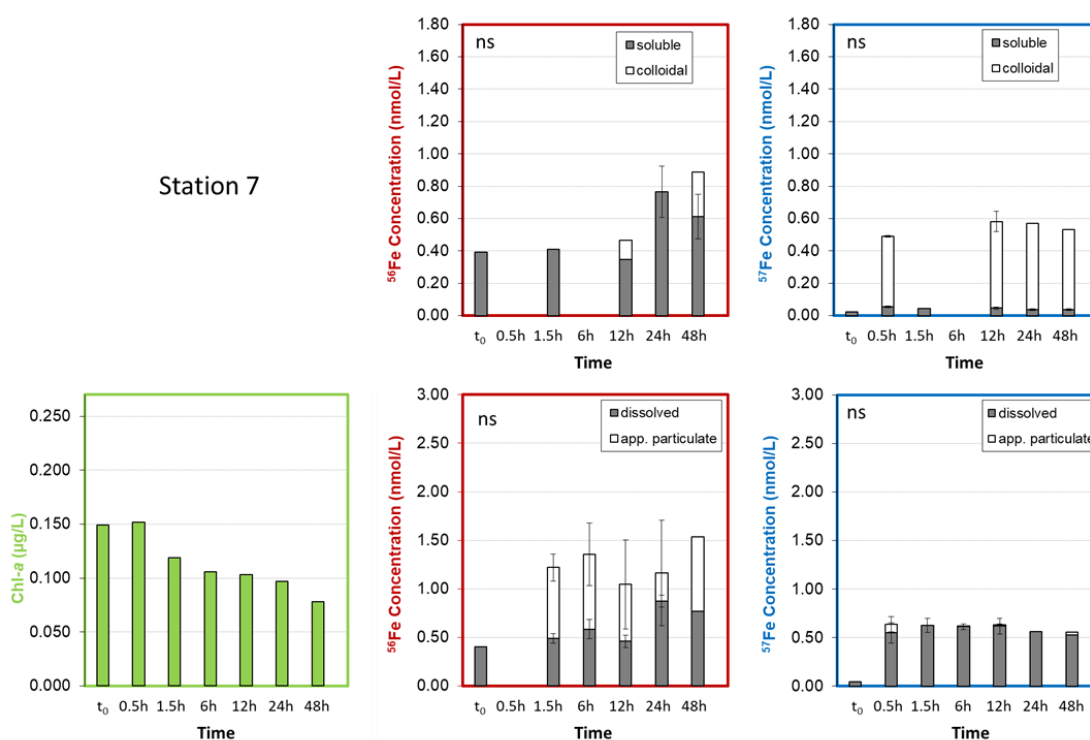 ns
soluble
colloidal
1.80
1.60
1.40
1.20
1.00
0.80
0.60
0.40
0.20
0.00
⁵⁶Fe Concentration (nmol/L)
t₀ 0.5h 1.5h 6h 12h 24h 48h
Time
ns
soluble
colloidal
1.80
1.60
1.40
1.20
1.00
0.80
0.60
0.40
0.20
0.00
⁵⁷Fe Concentration (nmol/L)
t₀ 0.5h 1.5h 6h 12h 24h 48h
Time
Station 7
0.250
0.200
0.150
0.100
0.050
0.000
Chl-a (µg/L)
t₀ 0.5h 1.5h 6h 12h 24h 48h
Time
ns
dissolved
app. particulate
3.00
2.50
2.00
1.50
1.00
0.50
0.00
⁵⁶Fe Concentration (nmol/L)
t₀ 0.5h 1.5h 6h 12h 24h 48h
Time
ns
dissolved
app. particulate
3.00
2.50
2.00
1.50
1.00
0.50
0.00
⁵⁷Fe Concentration (nmol/L)
t₀ 0.5h 1.5h 6h 12h 24h 48h
Time